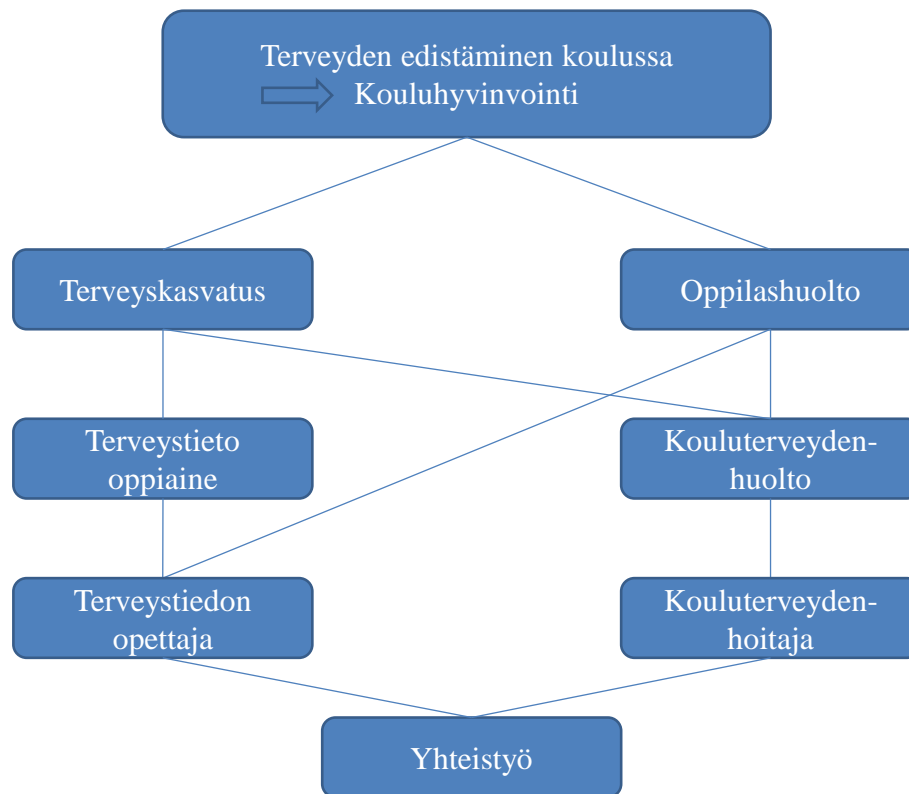 Terveyden edistäminen koulussa
Kouluhyvinvointi
Terveyskasvatus
Oppilashuolto
Terveystieto
oppiaine
Kouluterveyden-
huolto
Terveystiedon
opettaja
Kouluterveyden-
hoitaja
Yhteistyö